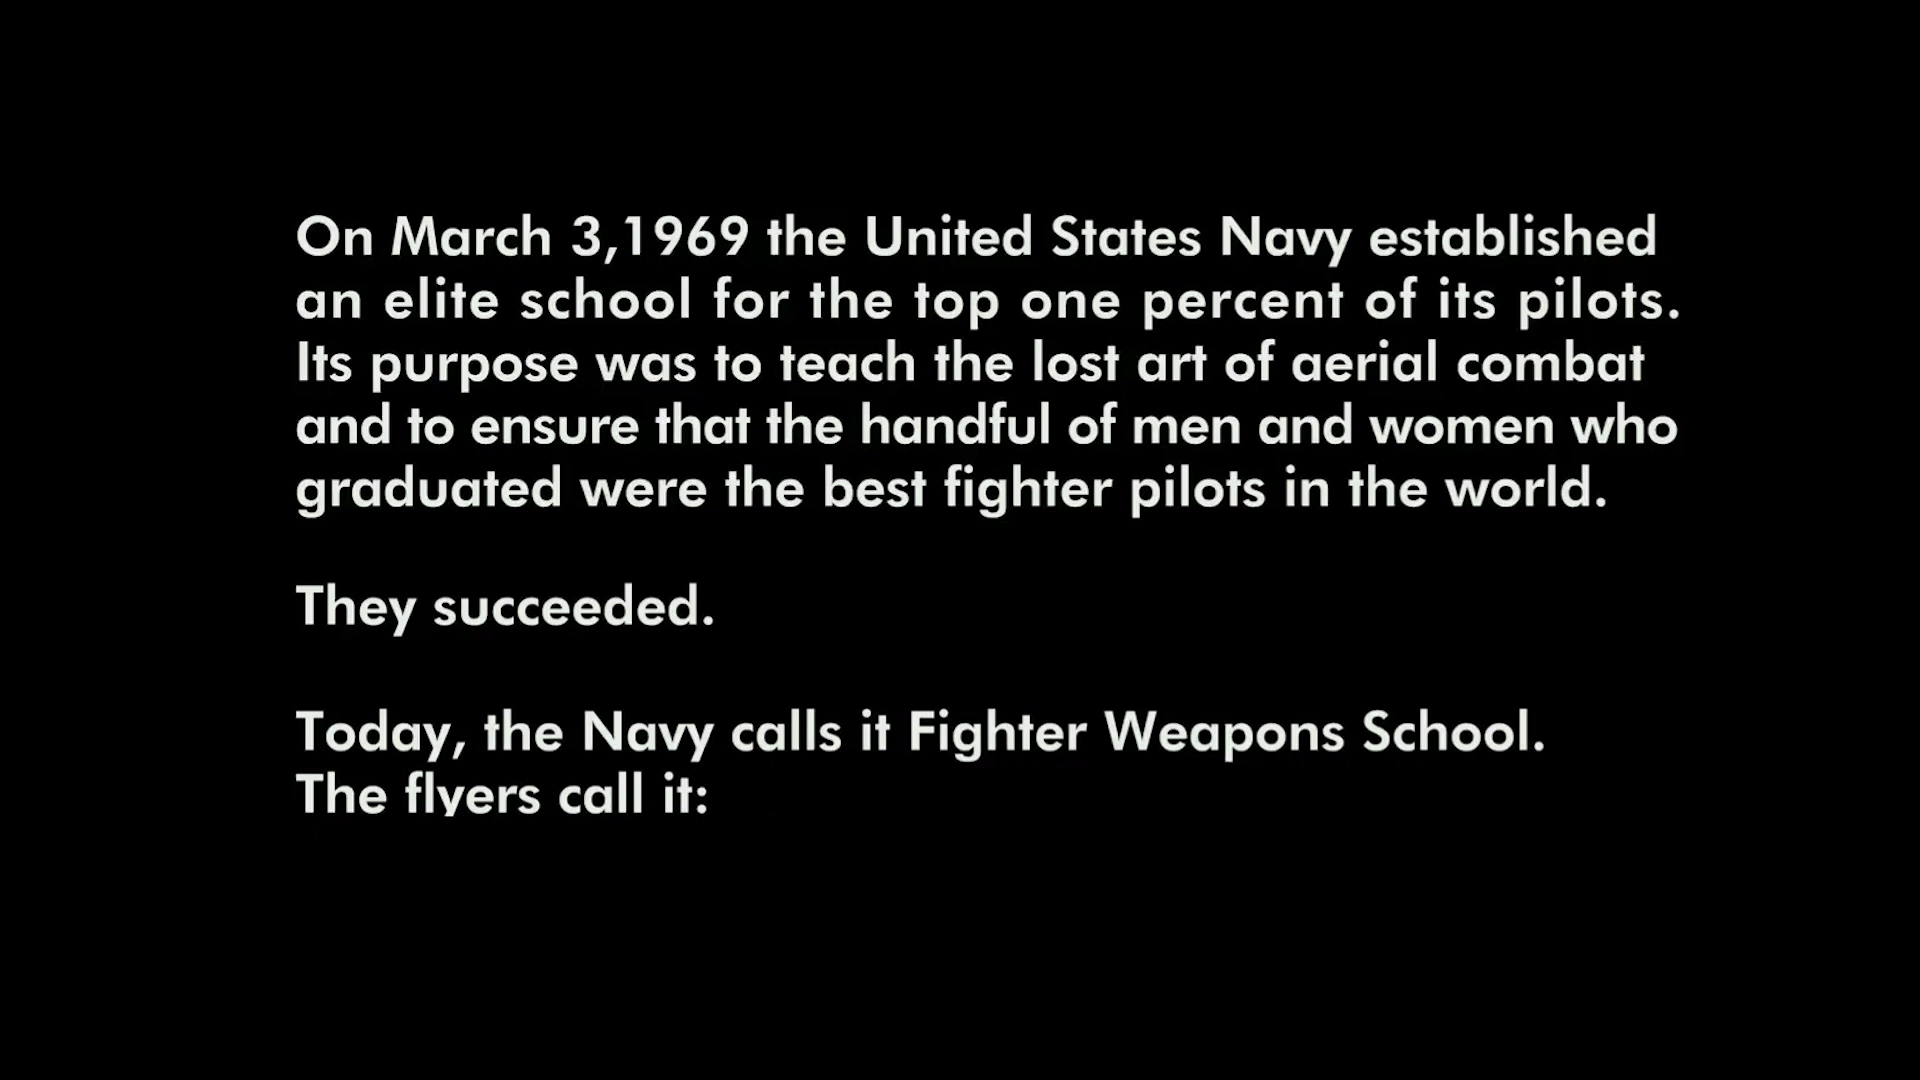 On March 3,1969 the United States Navy established
an elite school for the top one percent of its pilots.
Its purpose was to teach the lost art of aerial combat
and to ensure that the handful of men and women who
graduated were the best fighter pilots in the world.
They succeeded.
Today, the Navy calls it Fighter Weapons School.
The flyers call it: